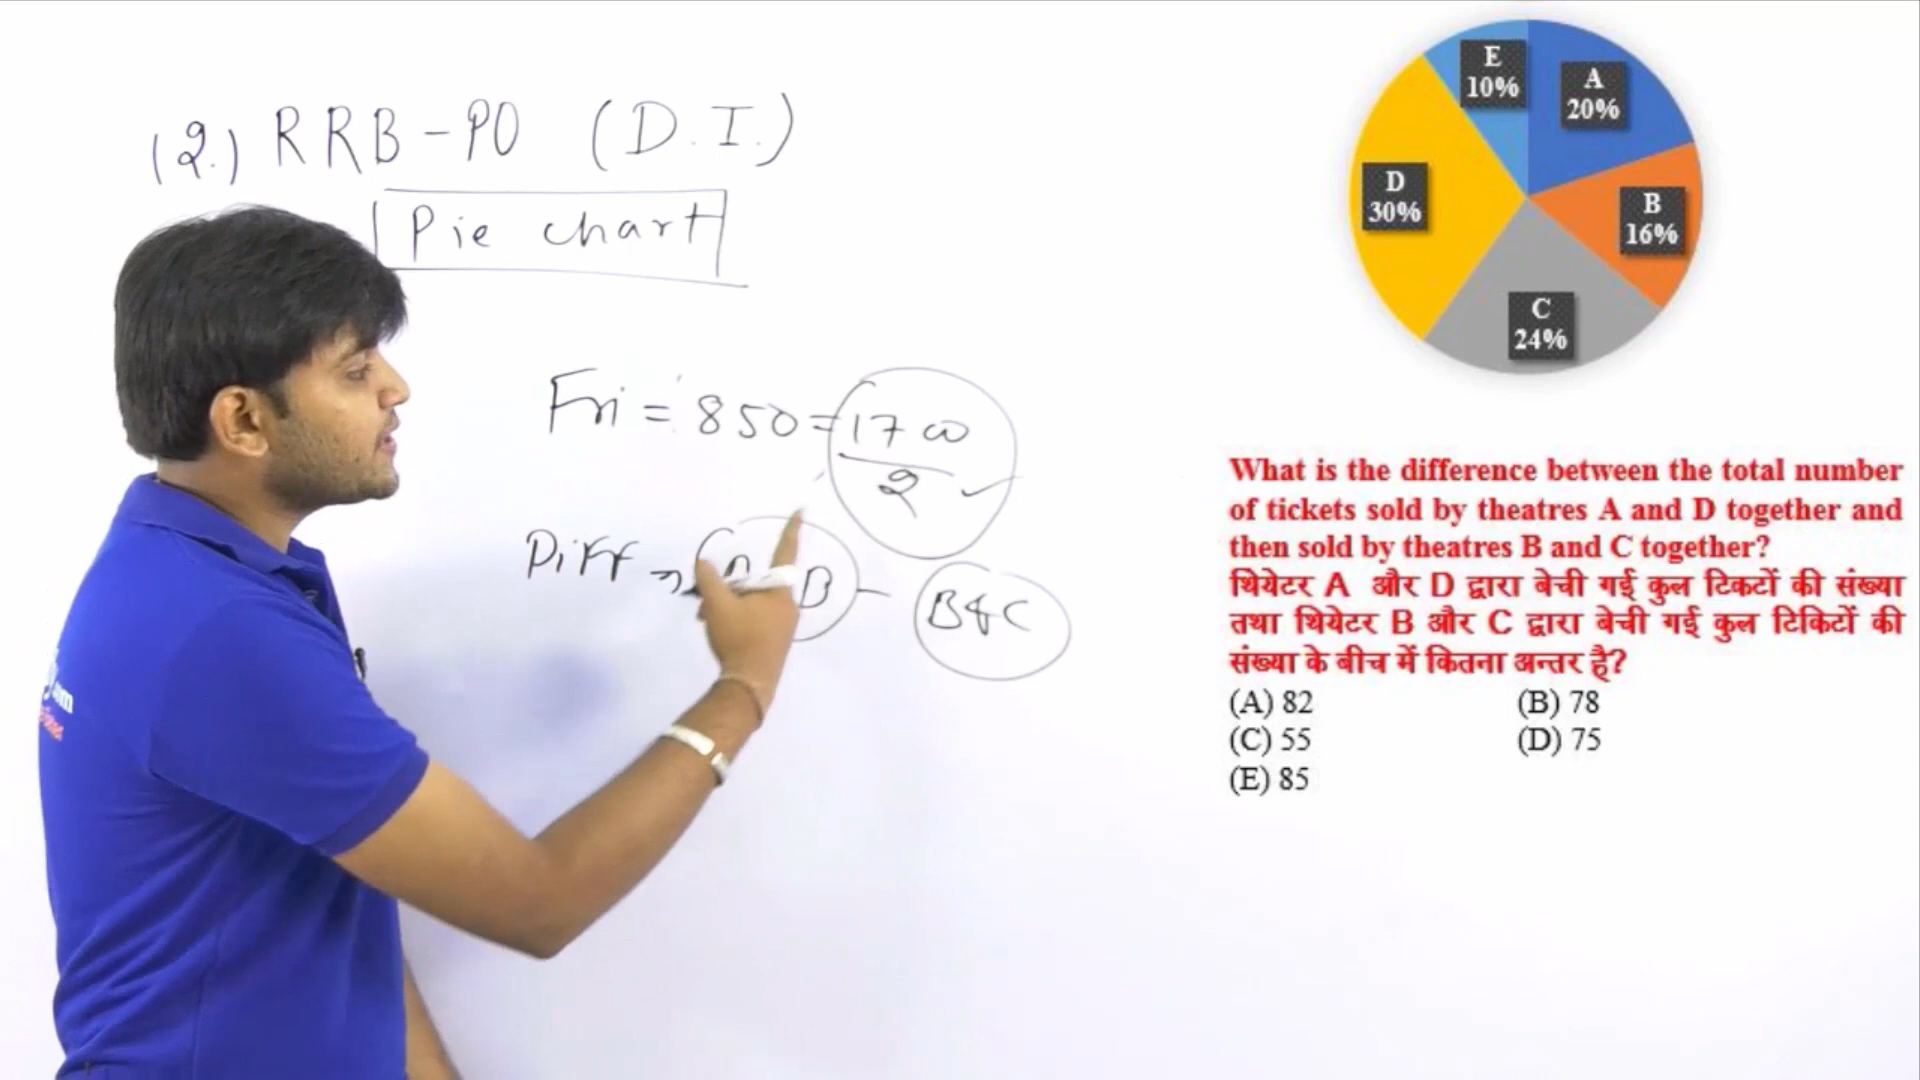 (2.) RRB-PO (D.I.)
Pie chart
Fri = 850 = 1700
2
Diff
B - B&C
E
10%
A
20%
D
30%
B
16%
C
24%
What is the difference between the total number
of tickets sold by theatres A and D together and
then sold by theatres B and C together?
थियेटर A और D द्वारा बेची गई कुल टिकटों की संख्या
तथा थियेटर B और C द्वारा बेची गई कुल टिकिटों की
संख्या के बीच में कितना अन्तर है?
(A) 82 (B) 78
(C) 55 (D) 75
(E) 85